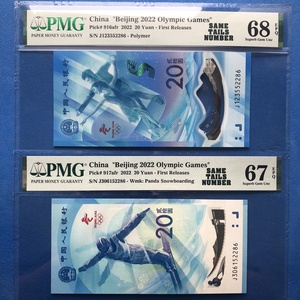 PMG
PAPER MONEY GUARANTY
China "Beijing 2022 Olympic Games"
Pick# 916afr 2022 20 Yuan - First Releases
S/N J123552286 - Polymer
SAME
TAILS
NUMBER
68 EPQ
Superb Gem Unc
中国人民银行
20
J123552286
PMG
PAPER MONEY GUARANTY
China "Beijing 2022 Olympic Games"
Pick# 917afr 2022 20 Yuan - First Releases
S/N J306152286 - Wmk: Panda Snowboarding
SAME
TAILS
NUMBER
67 EPQ
Superb Gem Unc
中国人民银行
20
J306152286